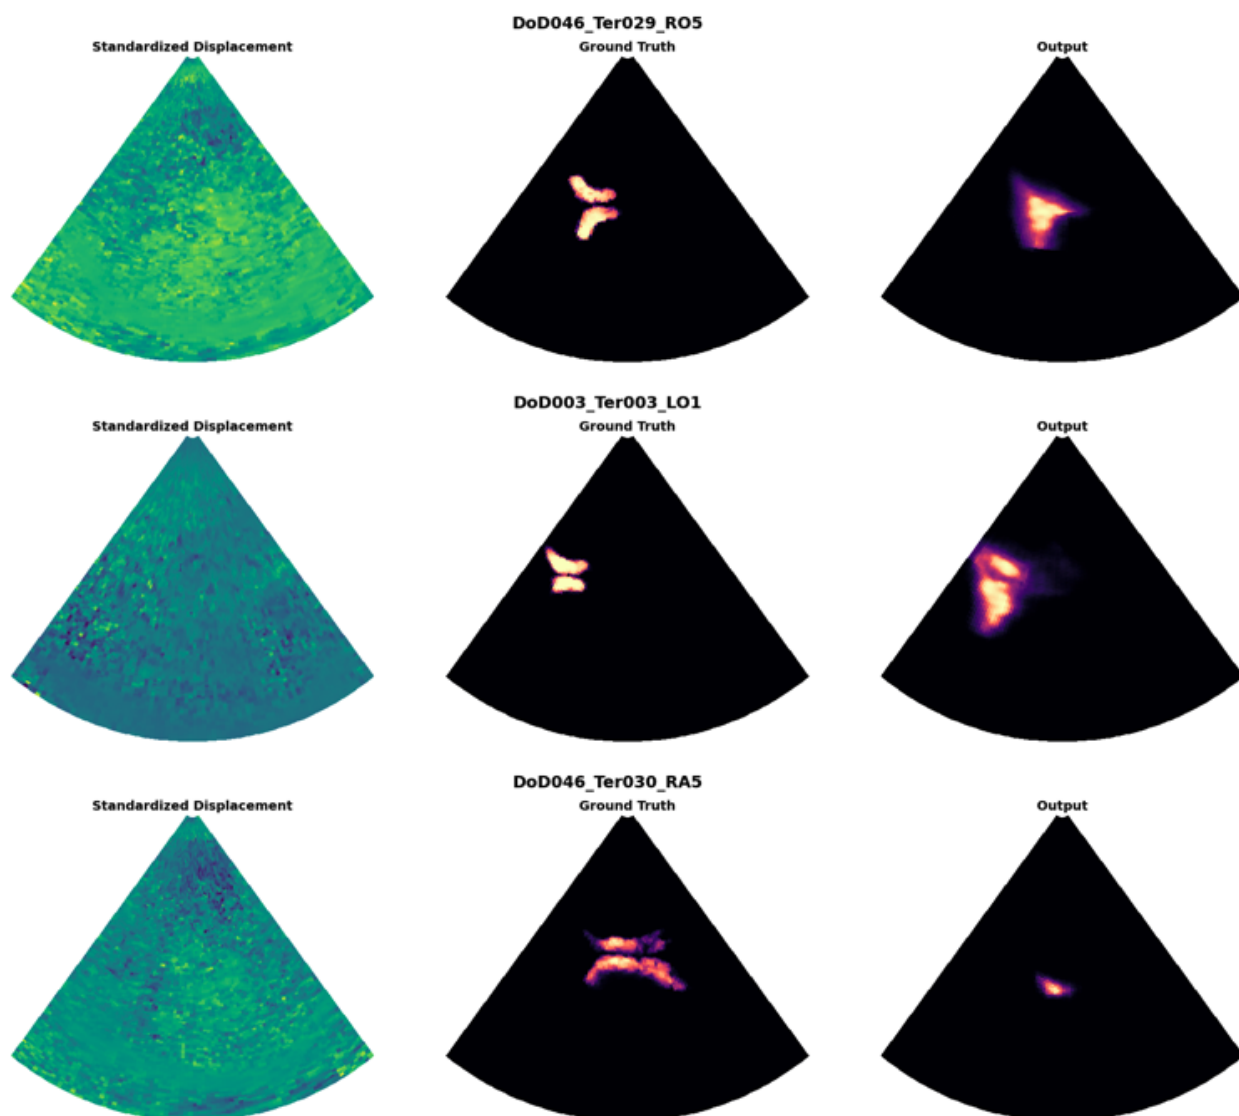 DoD046_Ter029_RO5
Standardized Displacement Ground Truth Output
DoD003_Ter003_LO1
Standardized Displacement Ground Truth Output
DoD046_Ter030_RA5
Standardized Displacement Ground Truth Output